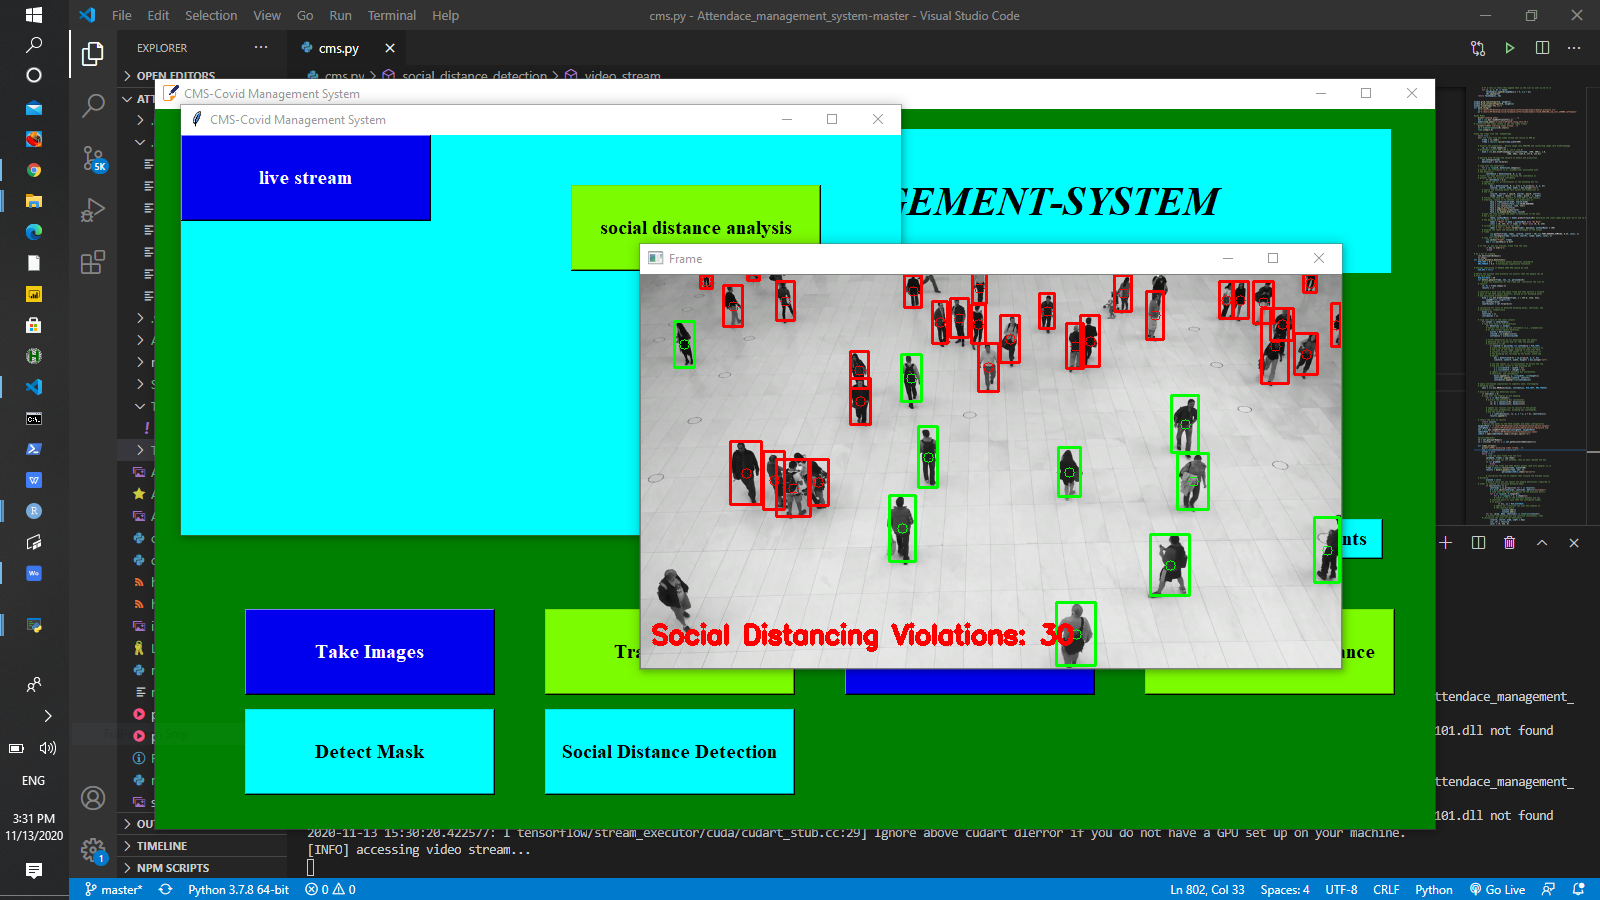 File Edit Selection View Go Run Terminal Help
cms.py - Attendace_management_system-master - Visual Studio Code
EXPLORER
cms.py
OPEN EDITORS
cms.py > social_distance_detection > video_stream
ATT
CMS-Covid Management System
CMS-Covid Management System
live stream
GEMENT-SYSTEM
social distance analysis
Frame
5K
Social Distancing Violations: 30
nts
Take Images
Tra
nce
Detect Mask
Social Distance Detection
ttendace_management_
101.dll not found
ttendace_management_
101.dll not found
2020-11-13 15:30:20.422577: I tensorflow/stream_executor/cuda/cudart_stub.cc:29] Ignore above cudart dlerror if you do not have a GPU set up on your machine.
[INFO] accessing video stream...
OU
TIMELINE
NPM SCRIPTS
ENG
3:31 PM
11/13/2020
1
master* Python 3.7.8 64-bit 0 0
Ln 802, Col 33 Spaces: 4 UTF-8 CRLF Python Go Live